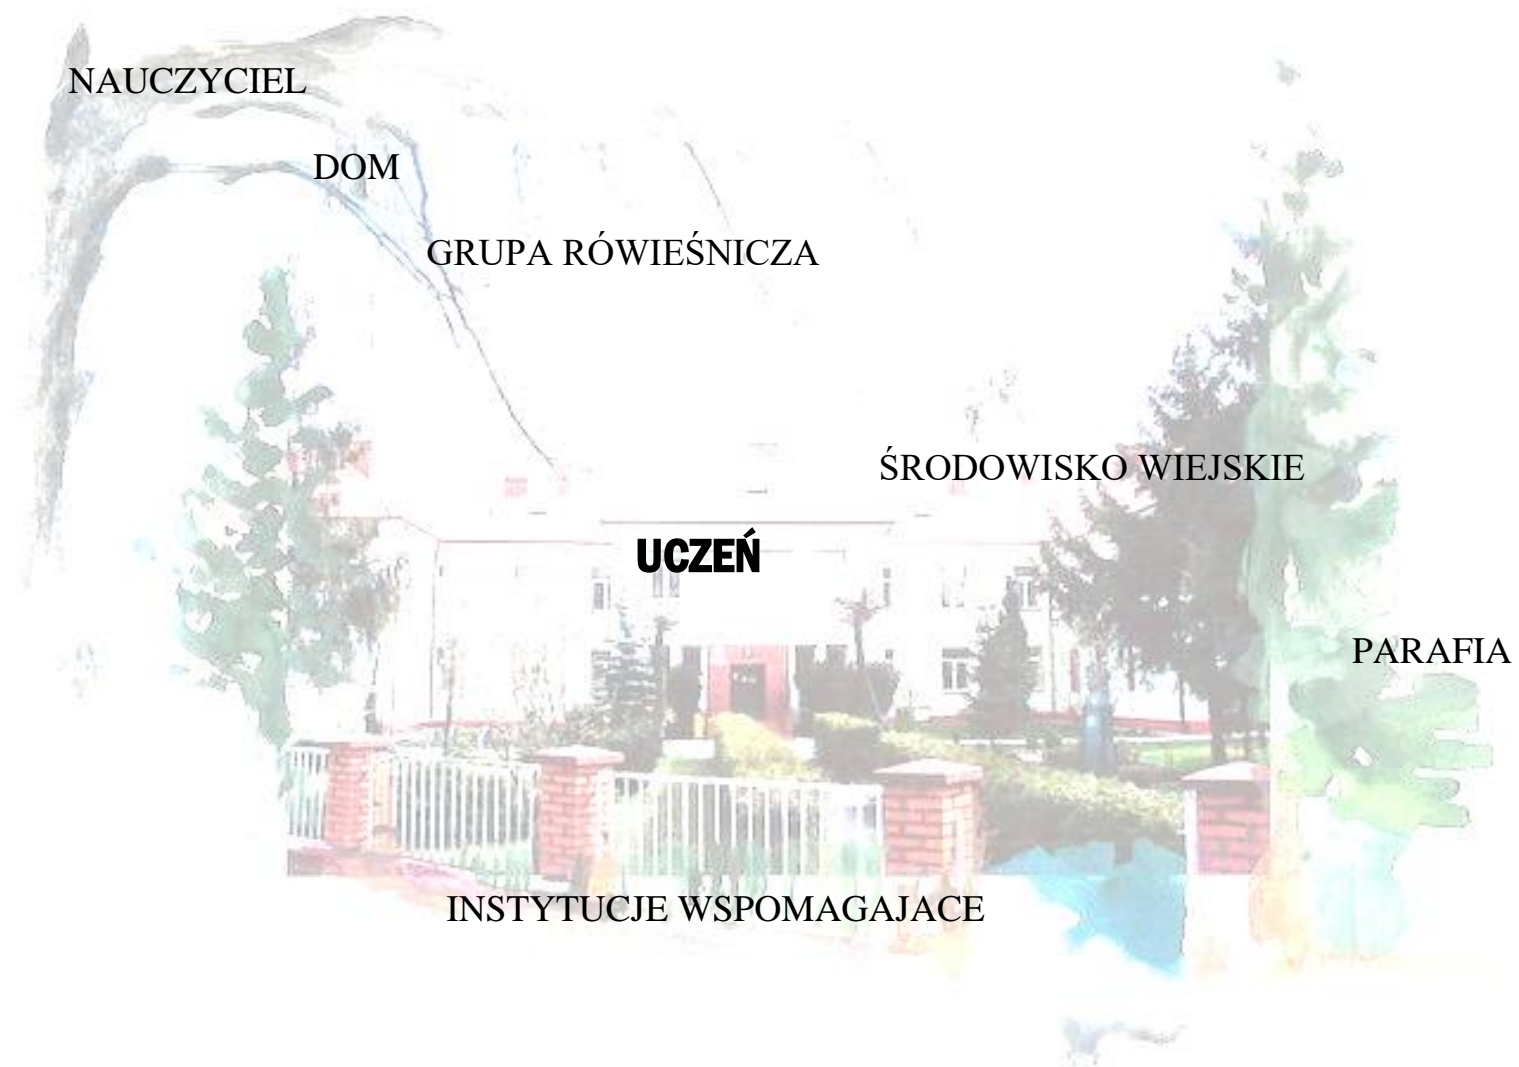 NAUCZYCIEL
DOM
GRUPA RÓWIEŚNICZA
ŚRODOWISKO WIEJSKIE
UCZEŃ
PARAFIA
INSTYTUCJE WSPOMAGAJACE